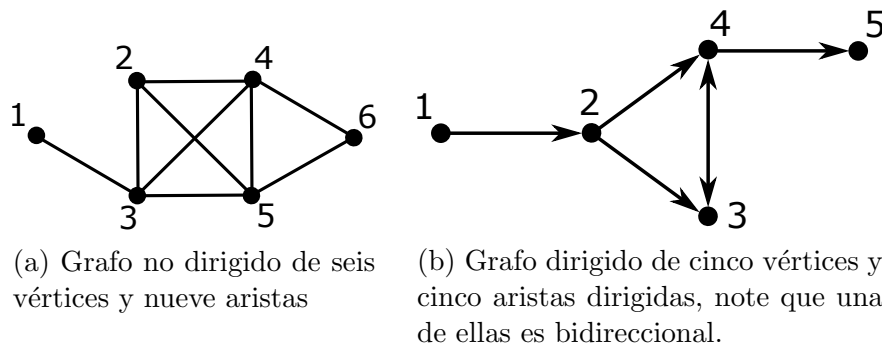 1
2
4
6
3
5
1
2
4
5
3
(a) Grafo no dirigido de seis
vértices y nueve aristas
(b) Grafo dirigido de cinco vértices y
cinco aristas dirigidas, note que una
de ellas es bidireccional.